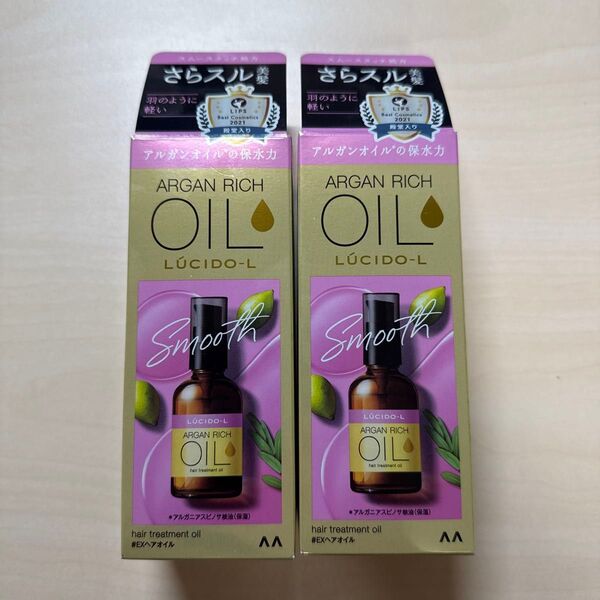 スムースタッチ処方
さらスル美髪
羽のように
軽い
LIPS
Best Cosmetics
2021
殿堂入り
アルガンオイル*の保水力
ARGAN RICH
OIL
LÚCIDO-L
Smooth
LÚCIDO-L
ARGAN RICH
OIL
hair treatment oil
*アルガニアスピノサ核油(保湿)
hair treatment oil
#EXヘアオイル
スムースタッチ処方
さらスル美髪
羽のように
軽い
LIPS
Best Cosmetics
2021
殿堂入り
アルガンオイル*の保水力
ARGAN RICH
OIL
LÚCIDO-L
Smooth
LÚCIDO-L
ARGAN RICH
OIL
hair treatment oil
*アルガニアスピノサ核油(保湿)
hair treatment oil
#EXヘアオイル